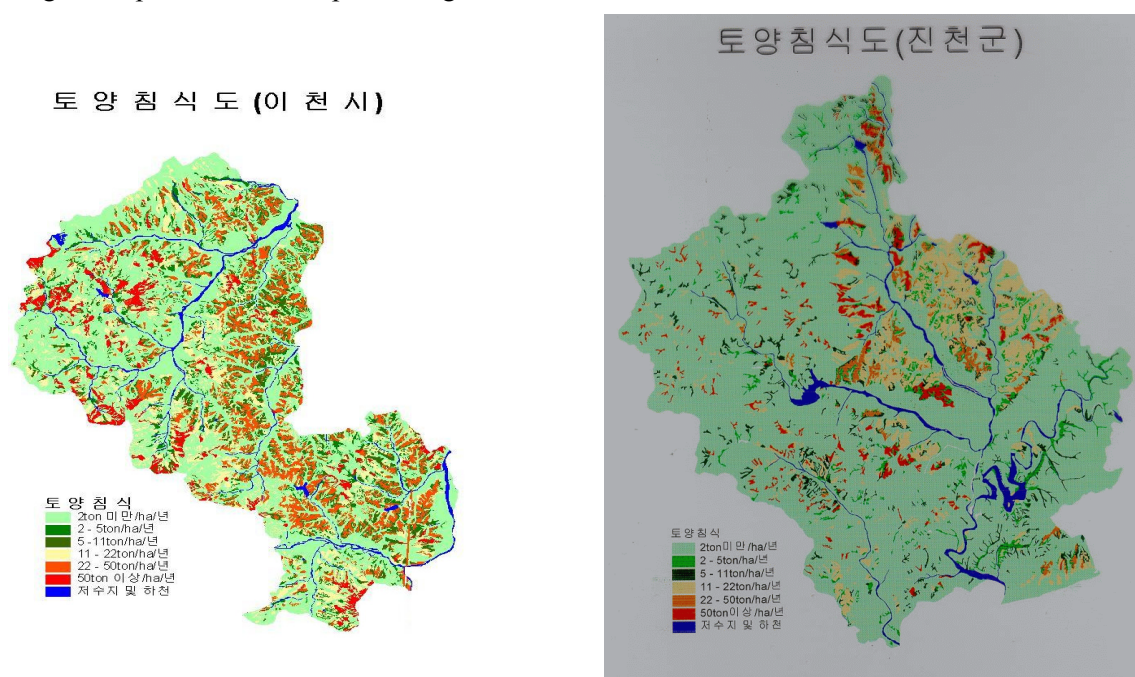 토 양 침 식 도 (이 천 시)
토 양 침 식
2ton 미 만/ha/년
2 - 5ton/ha/년
5 -11ton/ha/년
11 - 22ton/ha/년
22 - 50ton/ha/년
50ton 이 상/ha/년
저 수 지 및 하 천
토양침식도(진천군)
토양침식
2ton미만/ha/년
2 - 5ton/ha/년
5 - 11ton/ha/년
11 - 22ton/ha/년
22 - 50ton/ha/년
50ton이상/ha/년
저수지 및 하천